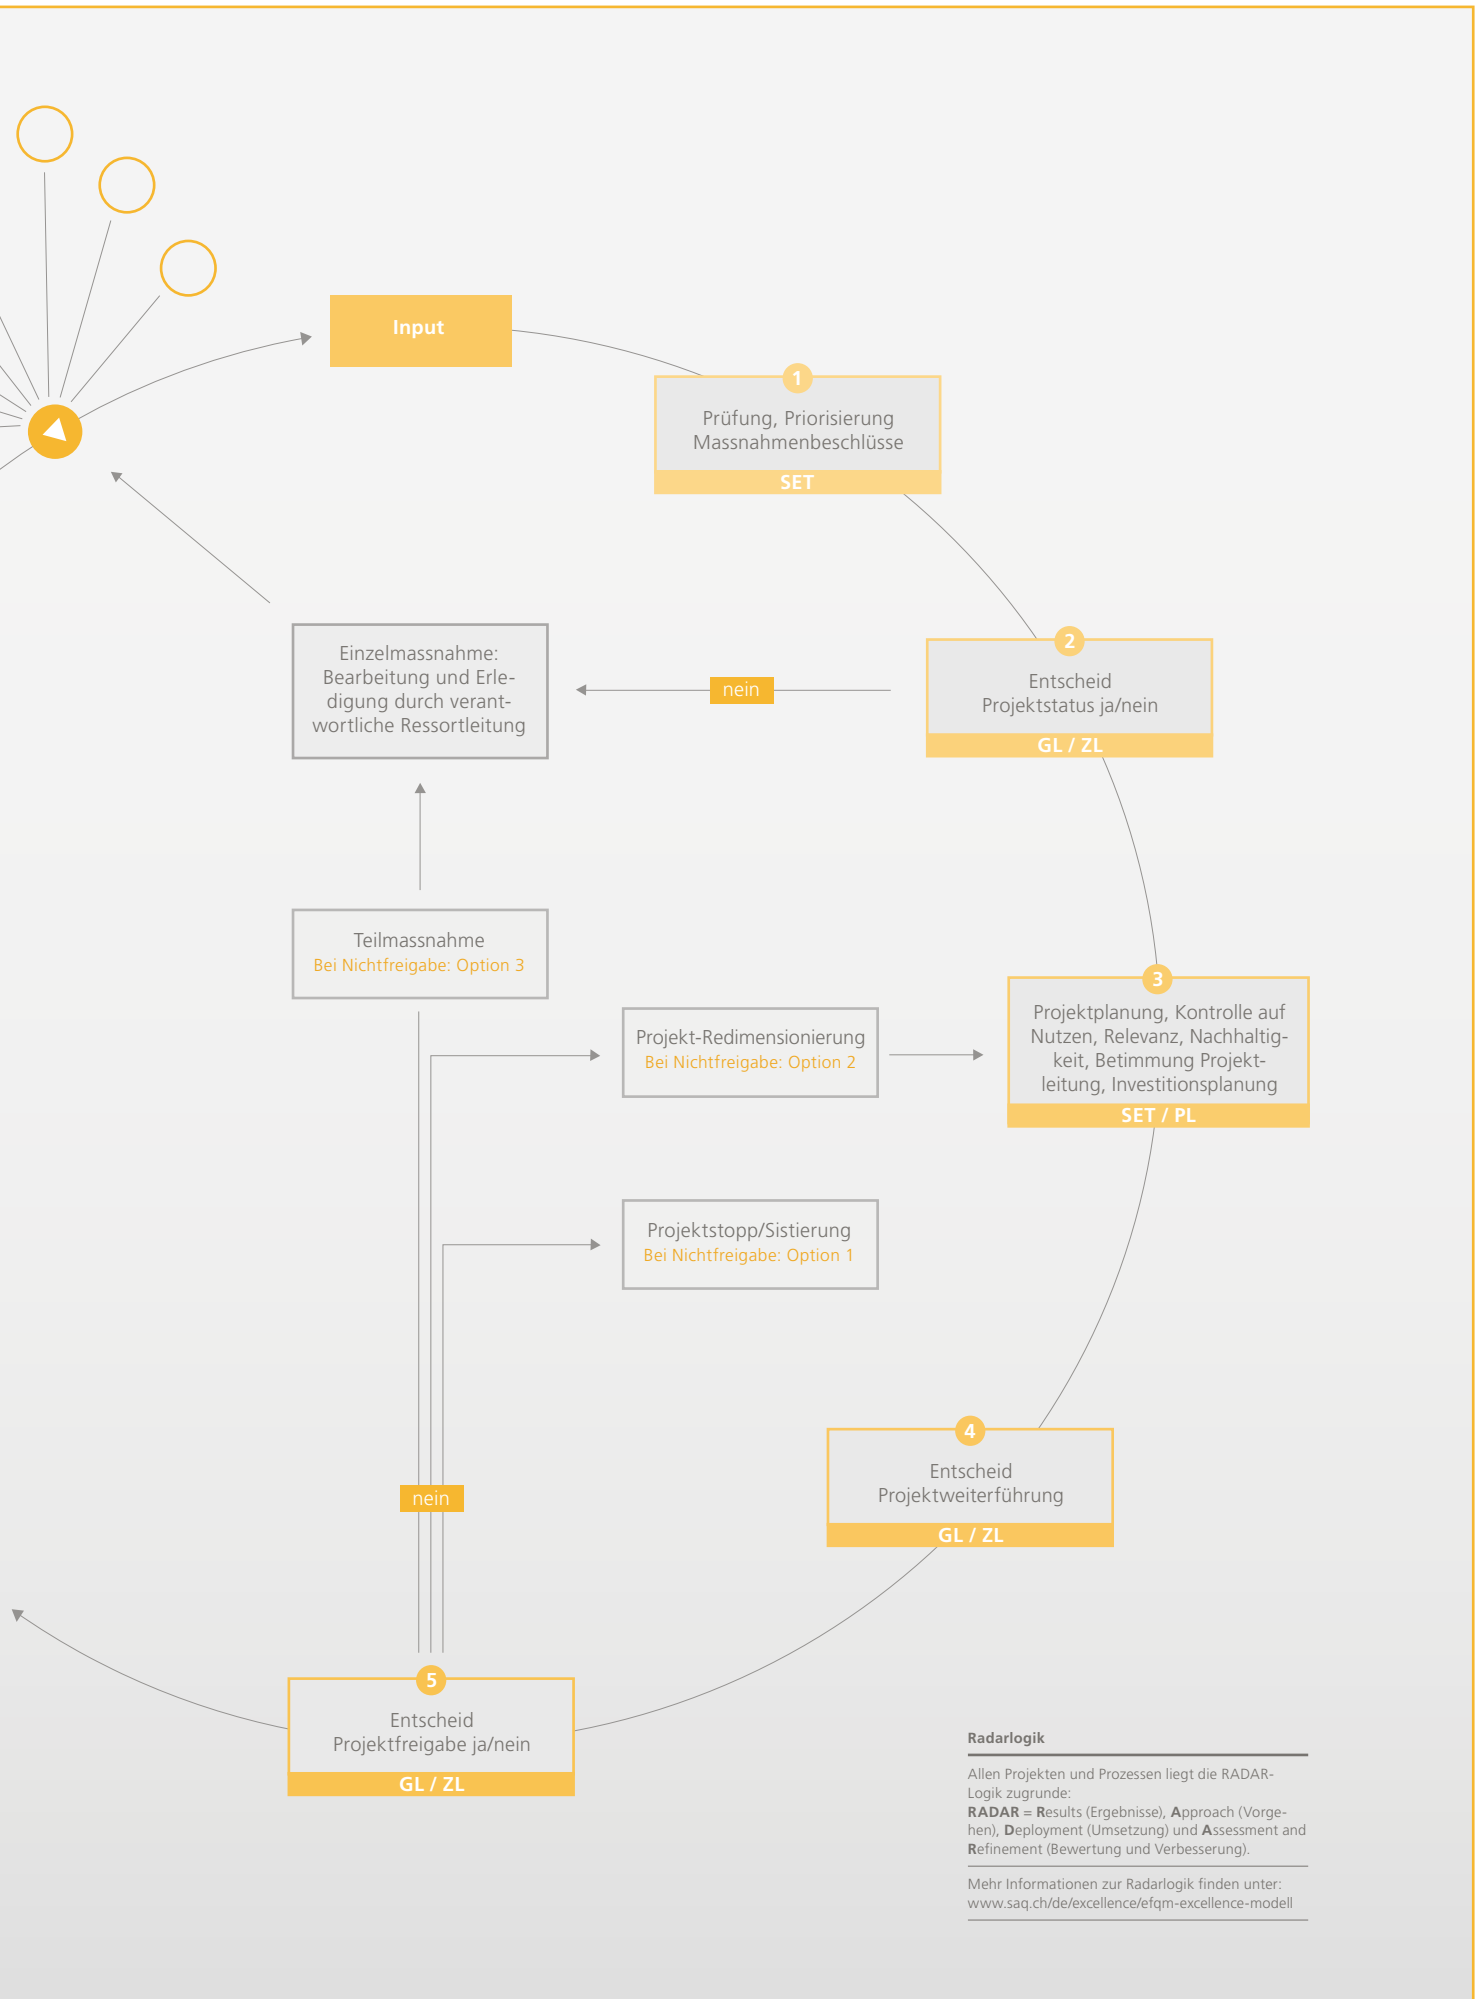 Input
1
Prüfung, Priorisierung
Massnahmenbeschlüsse
SET
2
Entscheid
Projektstatus ja/nein
GL / ZL
nein
Einzelmassnahme:
Bearbeitung und Erle-
digung durch verant-
wortliche Ressortleitung
Teilmassnahme
Bei Nichtfreigabe: Option 3
3
Projektplanung, Kontrolle auf
Nutzen, Relevanz, Nachhaltig-
keit, Betimmung Projekt-
leitung, Investitionsplanung
SET / PL
Projekt-Redimensionierung
Bei Nichtfreigabe: Option 2
Projektstopp/Sistierung
Bei Nichtfreigabe: Option 1
4
Entscheid
Projektweiterführung
GL / ZL
nein
5
Entscheid
Projektfreigabe ja/nein
GL / ZL
Radarlogik
Allen Projekten und Prozessen liegt die RADAR-
Logik zugrunde:
RADAR = Results (Ergebnisse), Approach (Vorge-
hen), Deployment (Umsetzung) und Assessment and
Refinement (Bewertung und Verbesserung).
Mehr Informationen zur Radarlogik finden unter:
www.saq.ch/de/excellence/efqm-excellence-modell